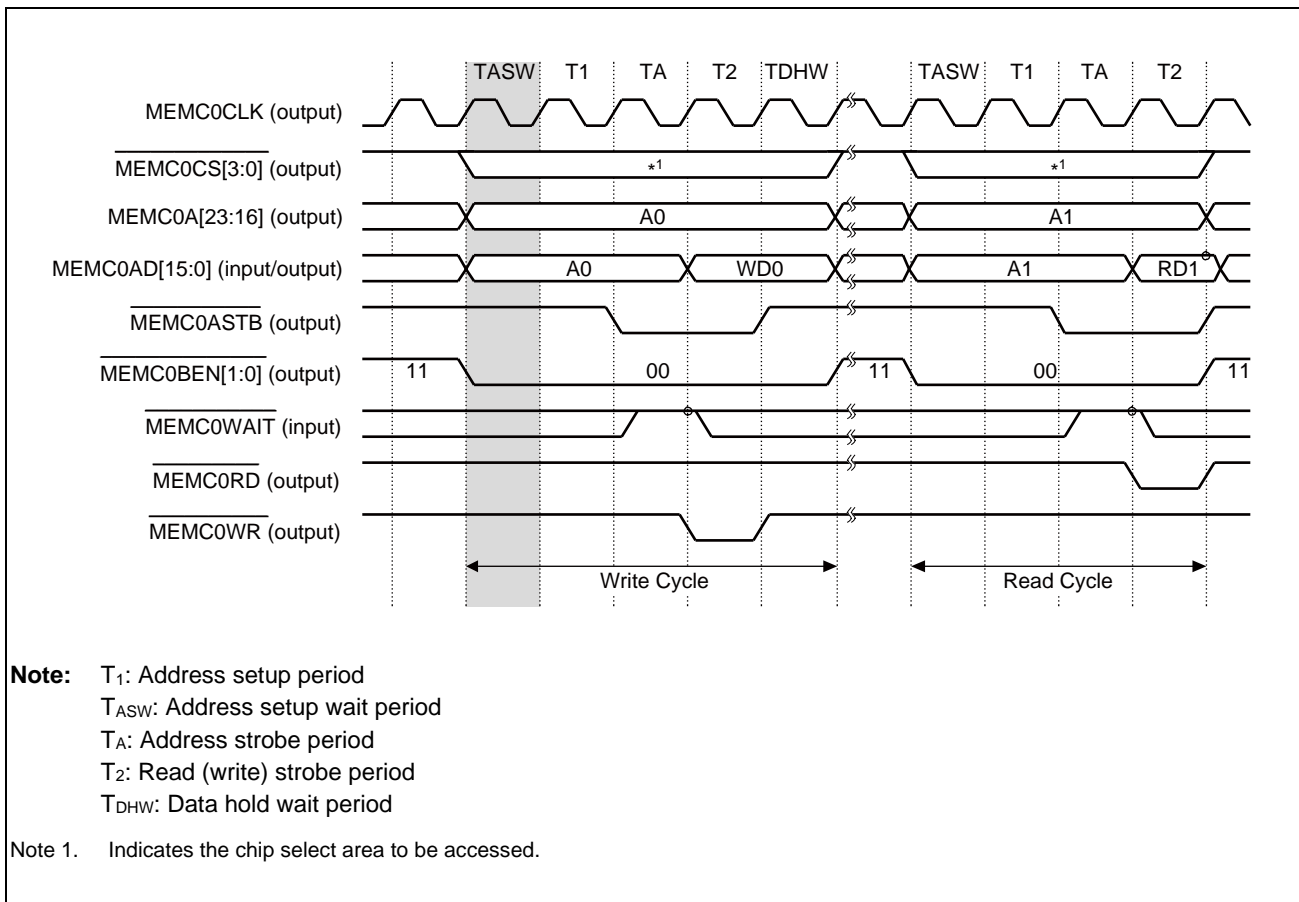 TASW T1 TA T2 TDHW TASW T1 TA T2
MEMC0CLK (output)
MEMC0CS[3:0] (output) *1 *1
MEMC0A[23:16] (output) A0 A1
MEMC0AD[15:0] (input/output) A0 WD0 A1 RD1
MEMC0ASTB (output)
MEMC0BEN[1:0] (output) 11 00 11 00 11
MEMC0WAIT (input)
MEMC0RD (output)
MEMC0WR (output)
Write Cycle Read Cycle
Note: T1: Address setup period
TASW: Address setup wait period
TA: Address strobe period
T2: Read (write) strobe period
TDHW: Data hold wait period
Note 1. Indicates the chip select area to be accessed.